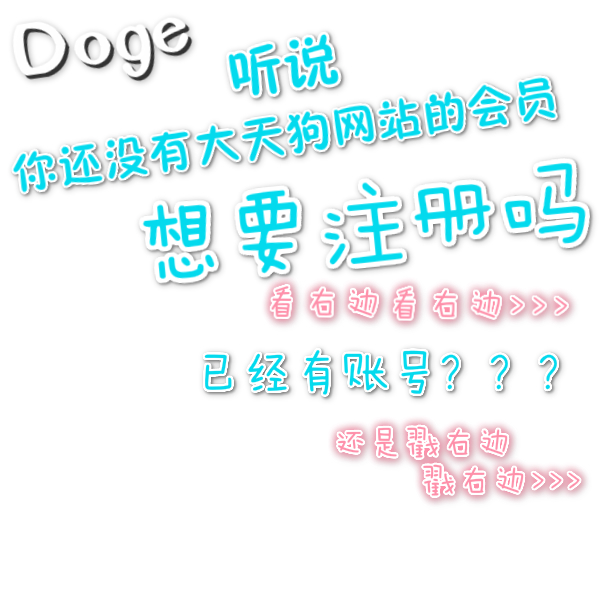 Doge
听说
你还没有大天狗网站的会员
想要注册吗
看右边看右边>>>
已经有账号？？？
还是戳右边
戳右边>>>